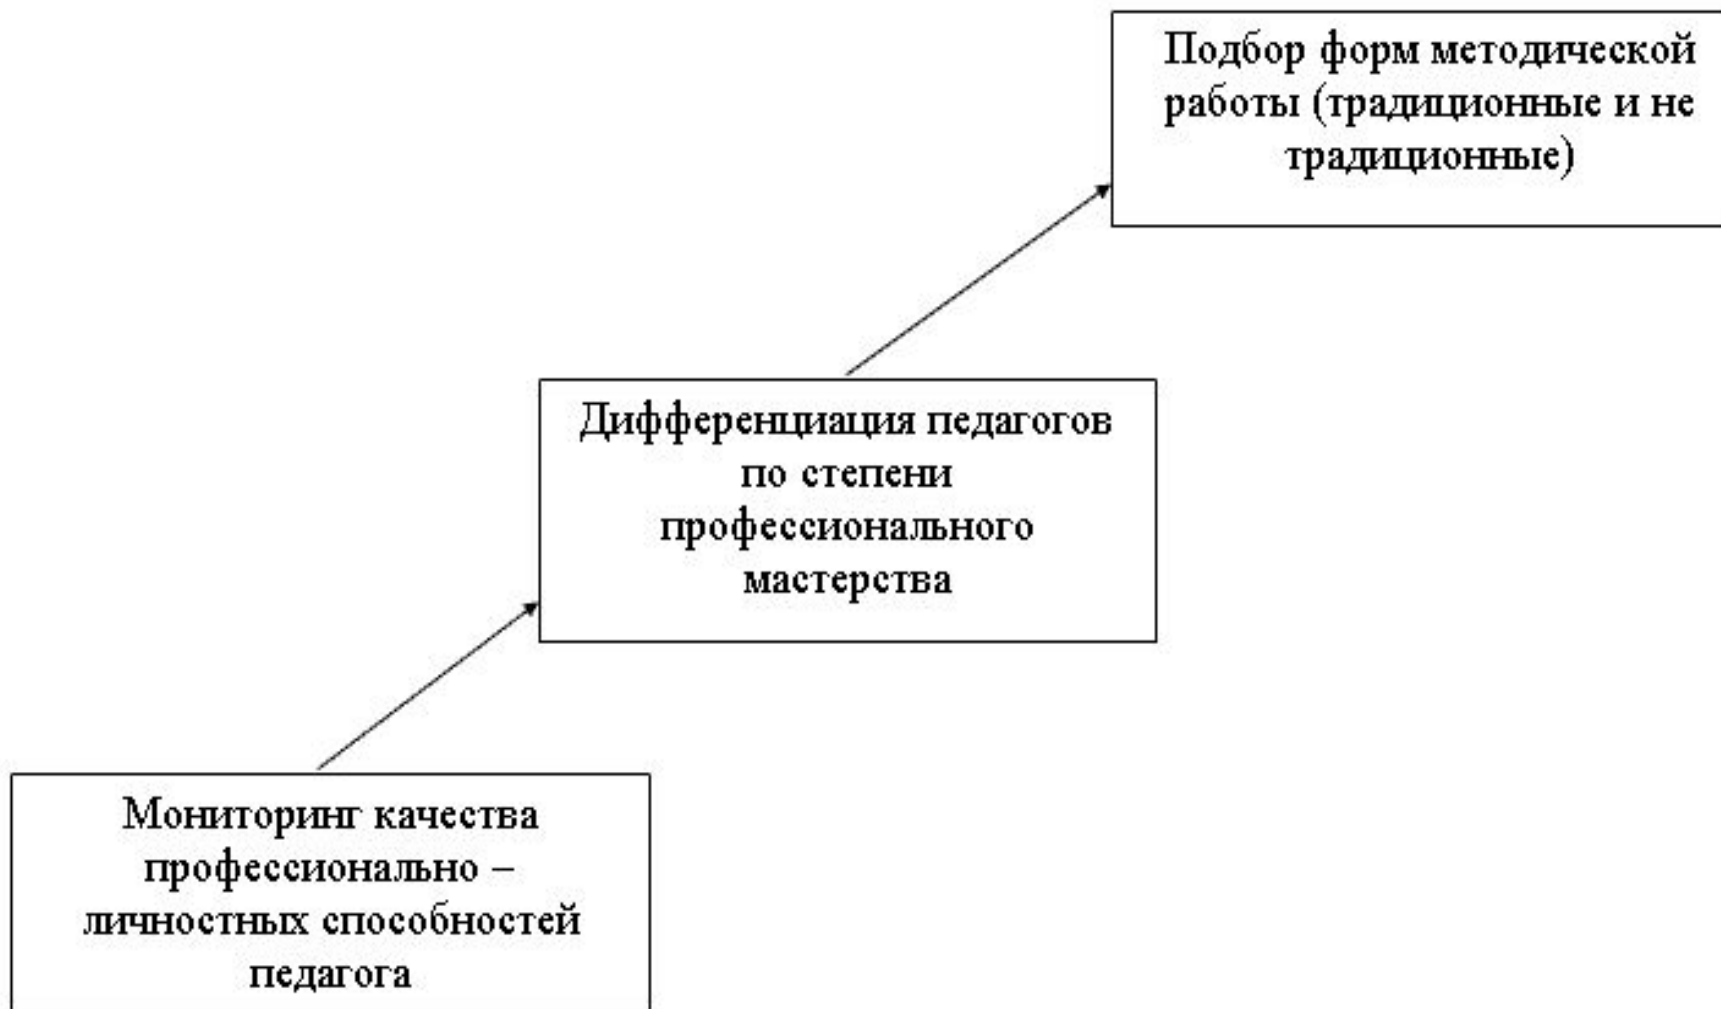 Подбор форм методической
работы (традиционные и не
традиционные)
Дифференциация педагогов
по степени
профессионального
мастерства
Мониторинг качества
профессионально –
личностных способностей
педагога